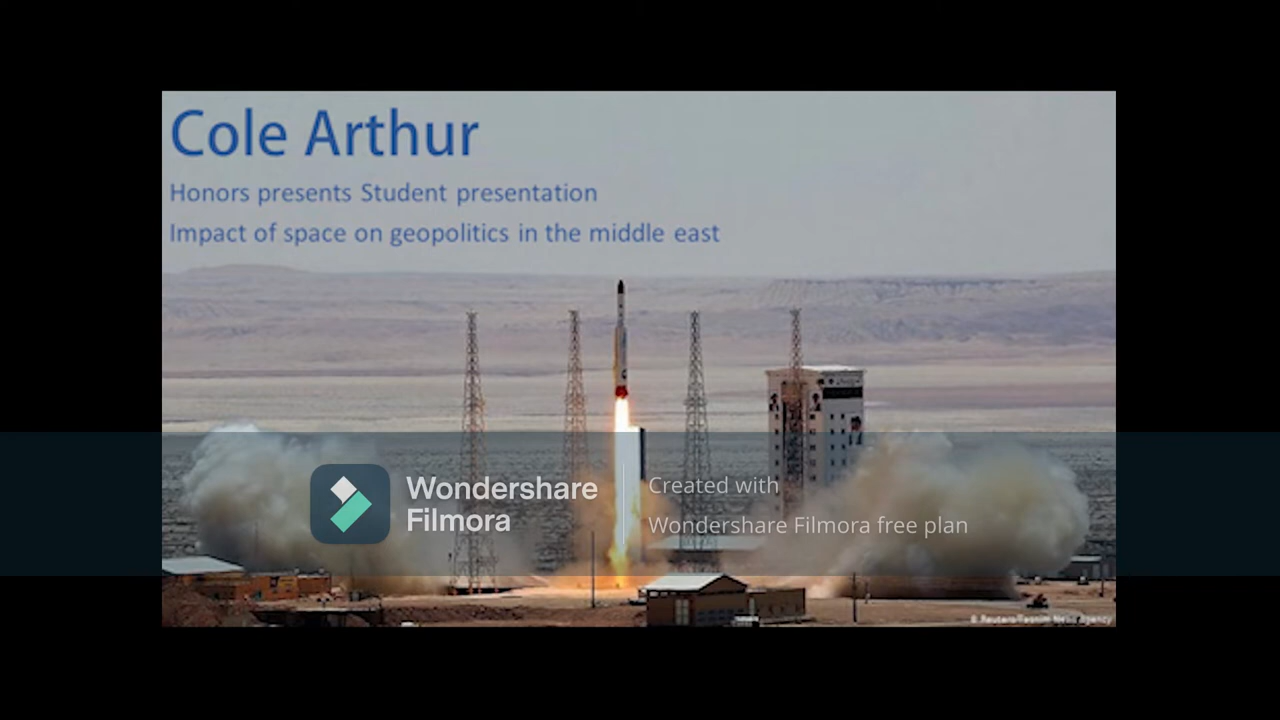 Cole Arthur
Honors presents Student presentation
Impact of space on geopolitics in the middle east
Wondershare
Filmora
Created with
Wondershare Filmora free plan